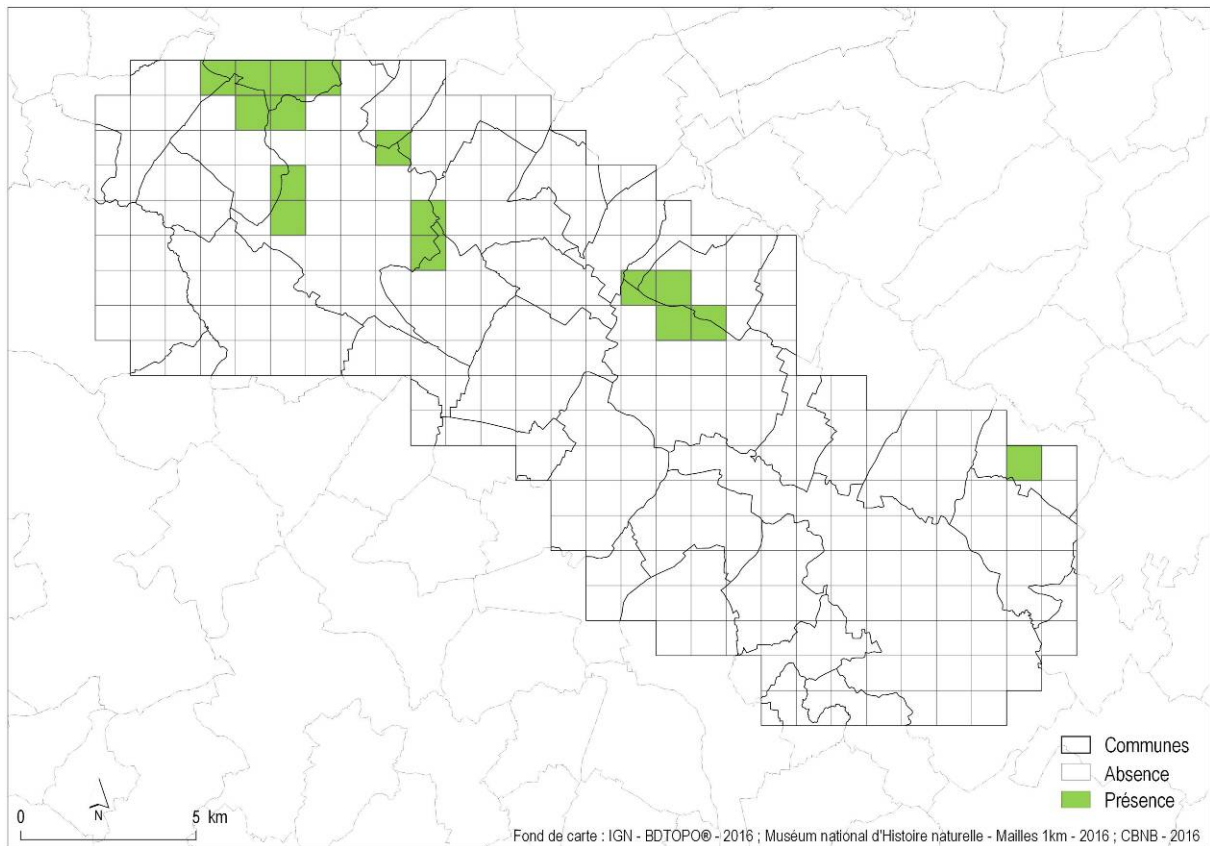 Communes
Absence
Présence
N
0 5 km
Fond de carte : IGN - BDTOPO® - 2016 ; Muséum national d'Histoire naturelle - Mailles 1km - 2016 ; CBNB - 2016